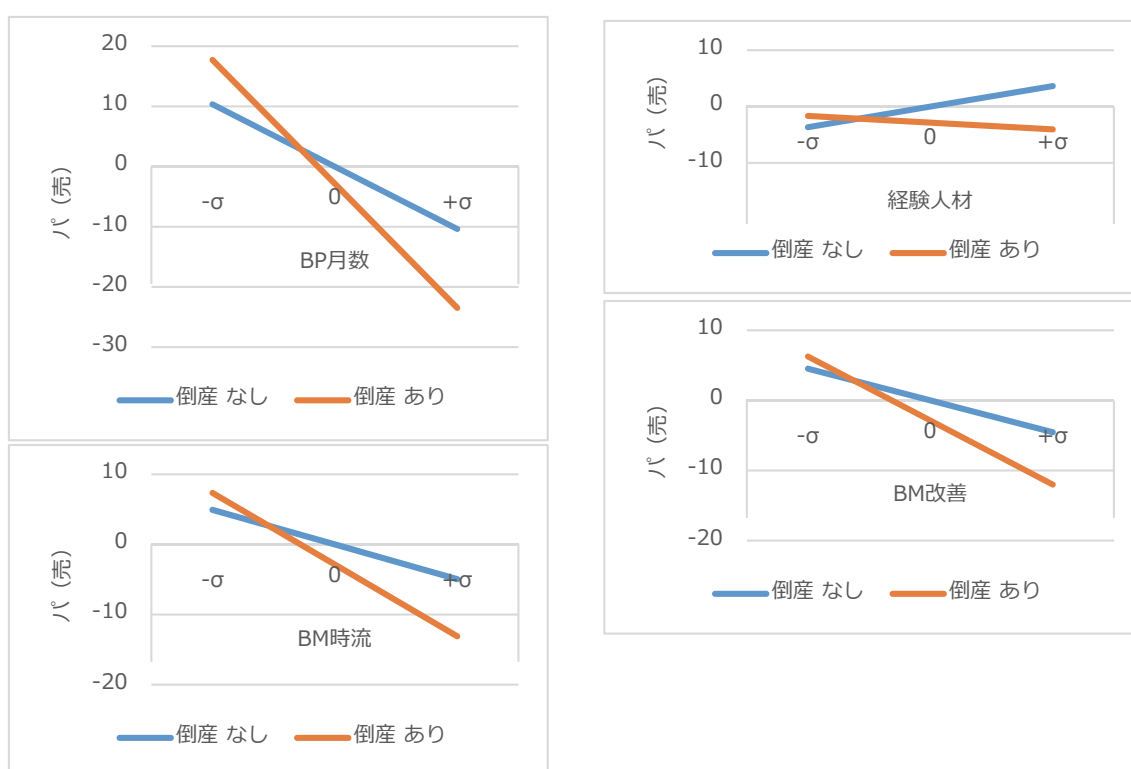 20
10
0
-10
-20
-30
パ（売）
-σ
0
+σ
BP月数
倒産 なし 倒産 あり
10
0
-10
パ（売）
-σ
0
+σ
経験人材
倒産 なし 倒産 あり
10
0
-10
-20
パ（売）
-σ
0
+σ
BM時流
倒産 なし 倒産 あり
10
0
-10
-20
パ（売）
-σ
0
+σ
BM改善
倒産 なし 倒産 あり